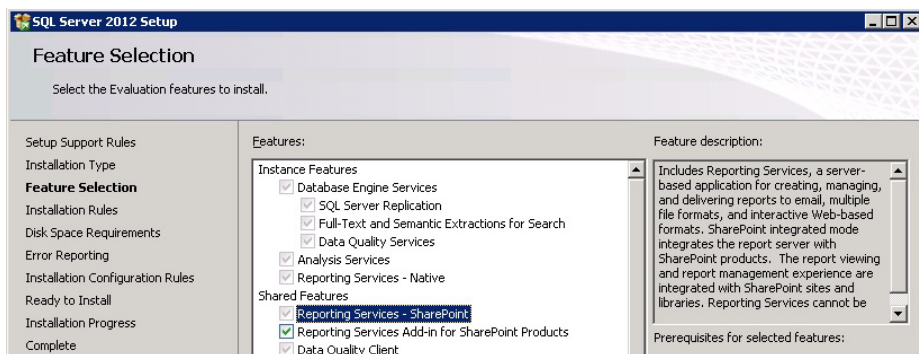 SQL Server 2012 Setup
Feature Selection
Select the Evaluation features to install.
Setup Support Rules
Installation Type
Feature Selection
Installation Rules
Disk Space Requirements
Error Reporting
Installation Configuration Rules
Ready to Install
Installation Progress
Complete
Features:
Instance Features
Database Engine Services
SQL Server Replication
Full-Text and Semantic Extractions for Search
Data Quality Services
Analysis Services
Reporting Services - Native
Shared Features
Reporting Services - SharePoint
Reporting Services Add-in for SharePoint Products
Data Quality Client
Feature description:
Includes Reporting Services, a server-
based application for creating, managing,
and delivering reports to email, multiple
file formats, and interactive Web-based
formats. SharePoint integrated mode
integrates the report server with
SharePoint products. The report viewing
and report management experience are
integrated with SharePoint sites and
libraries. Reporting Services cannot be
Prerequisites for selected features: